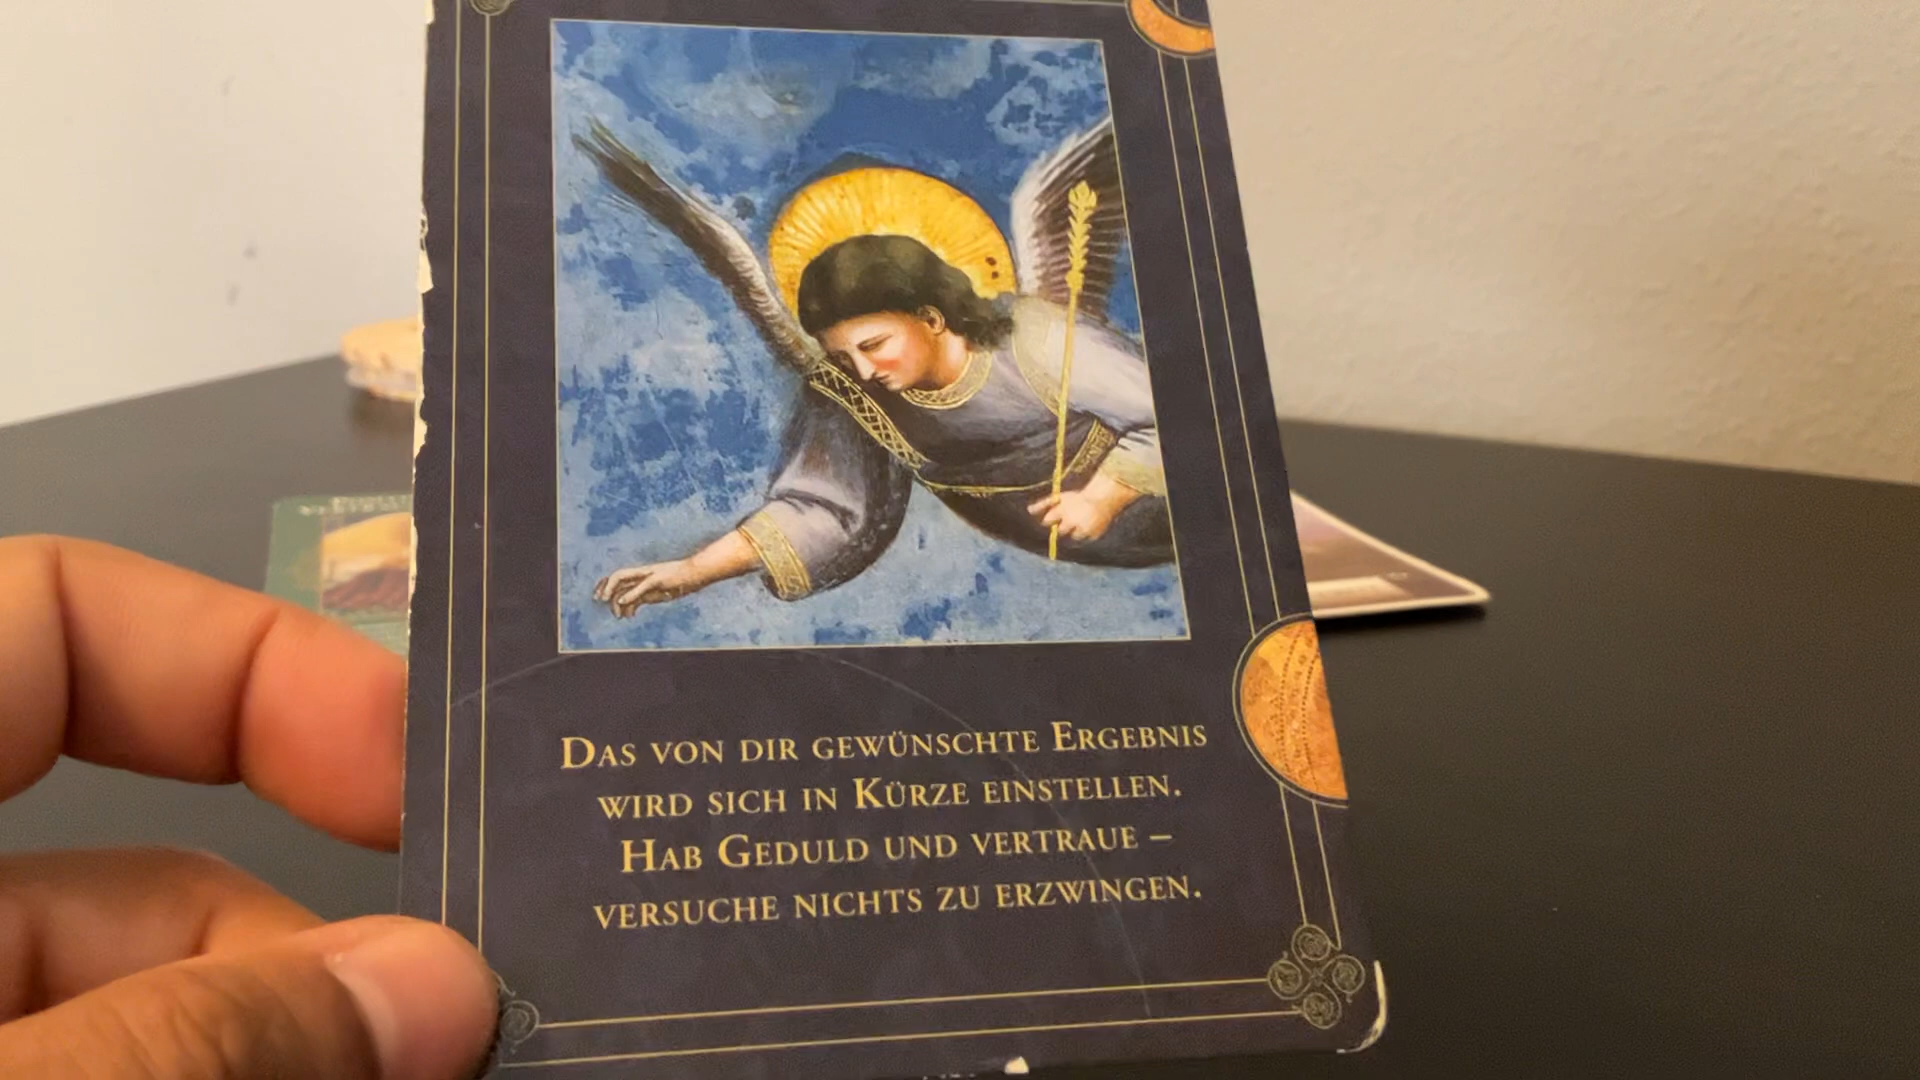 Das von dir gewünschte Ergebnis
wird sich in Kürze einstellen.
Hab Geduld und vertraue –
versuche nichts zu erzwingen.